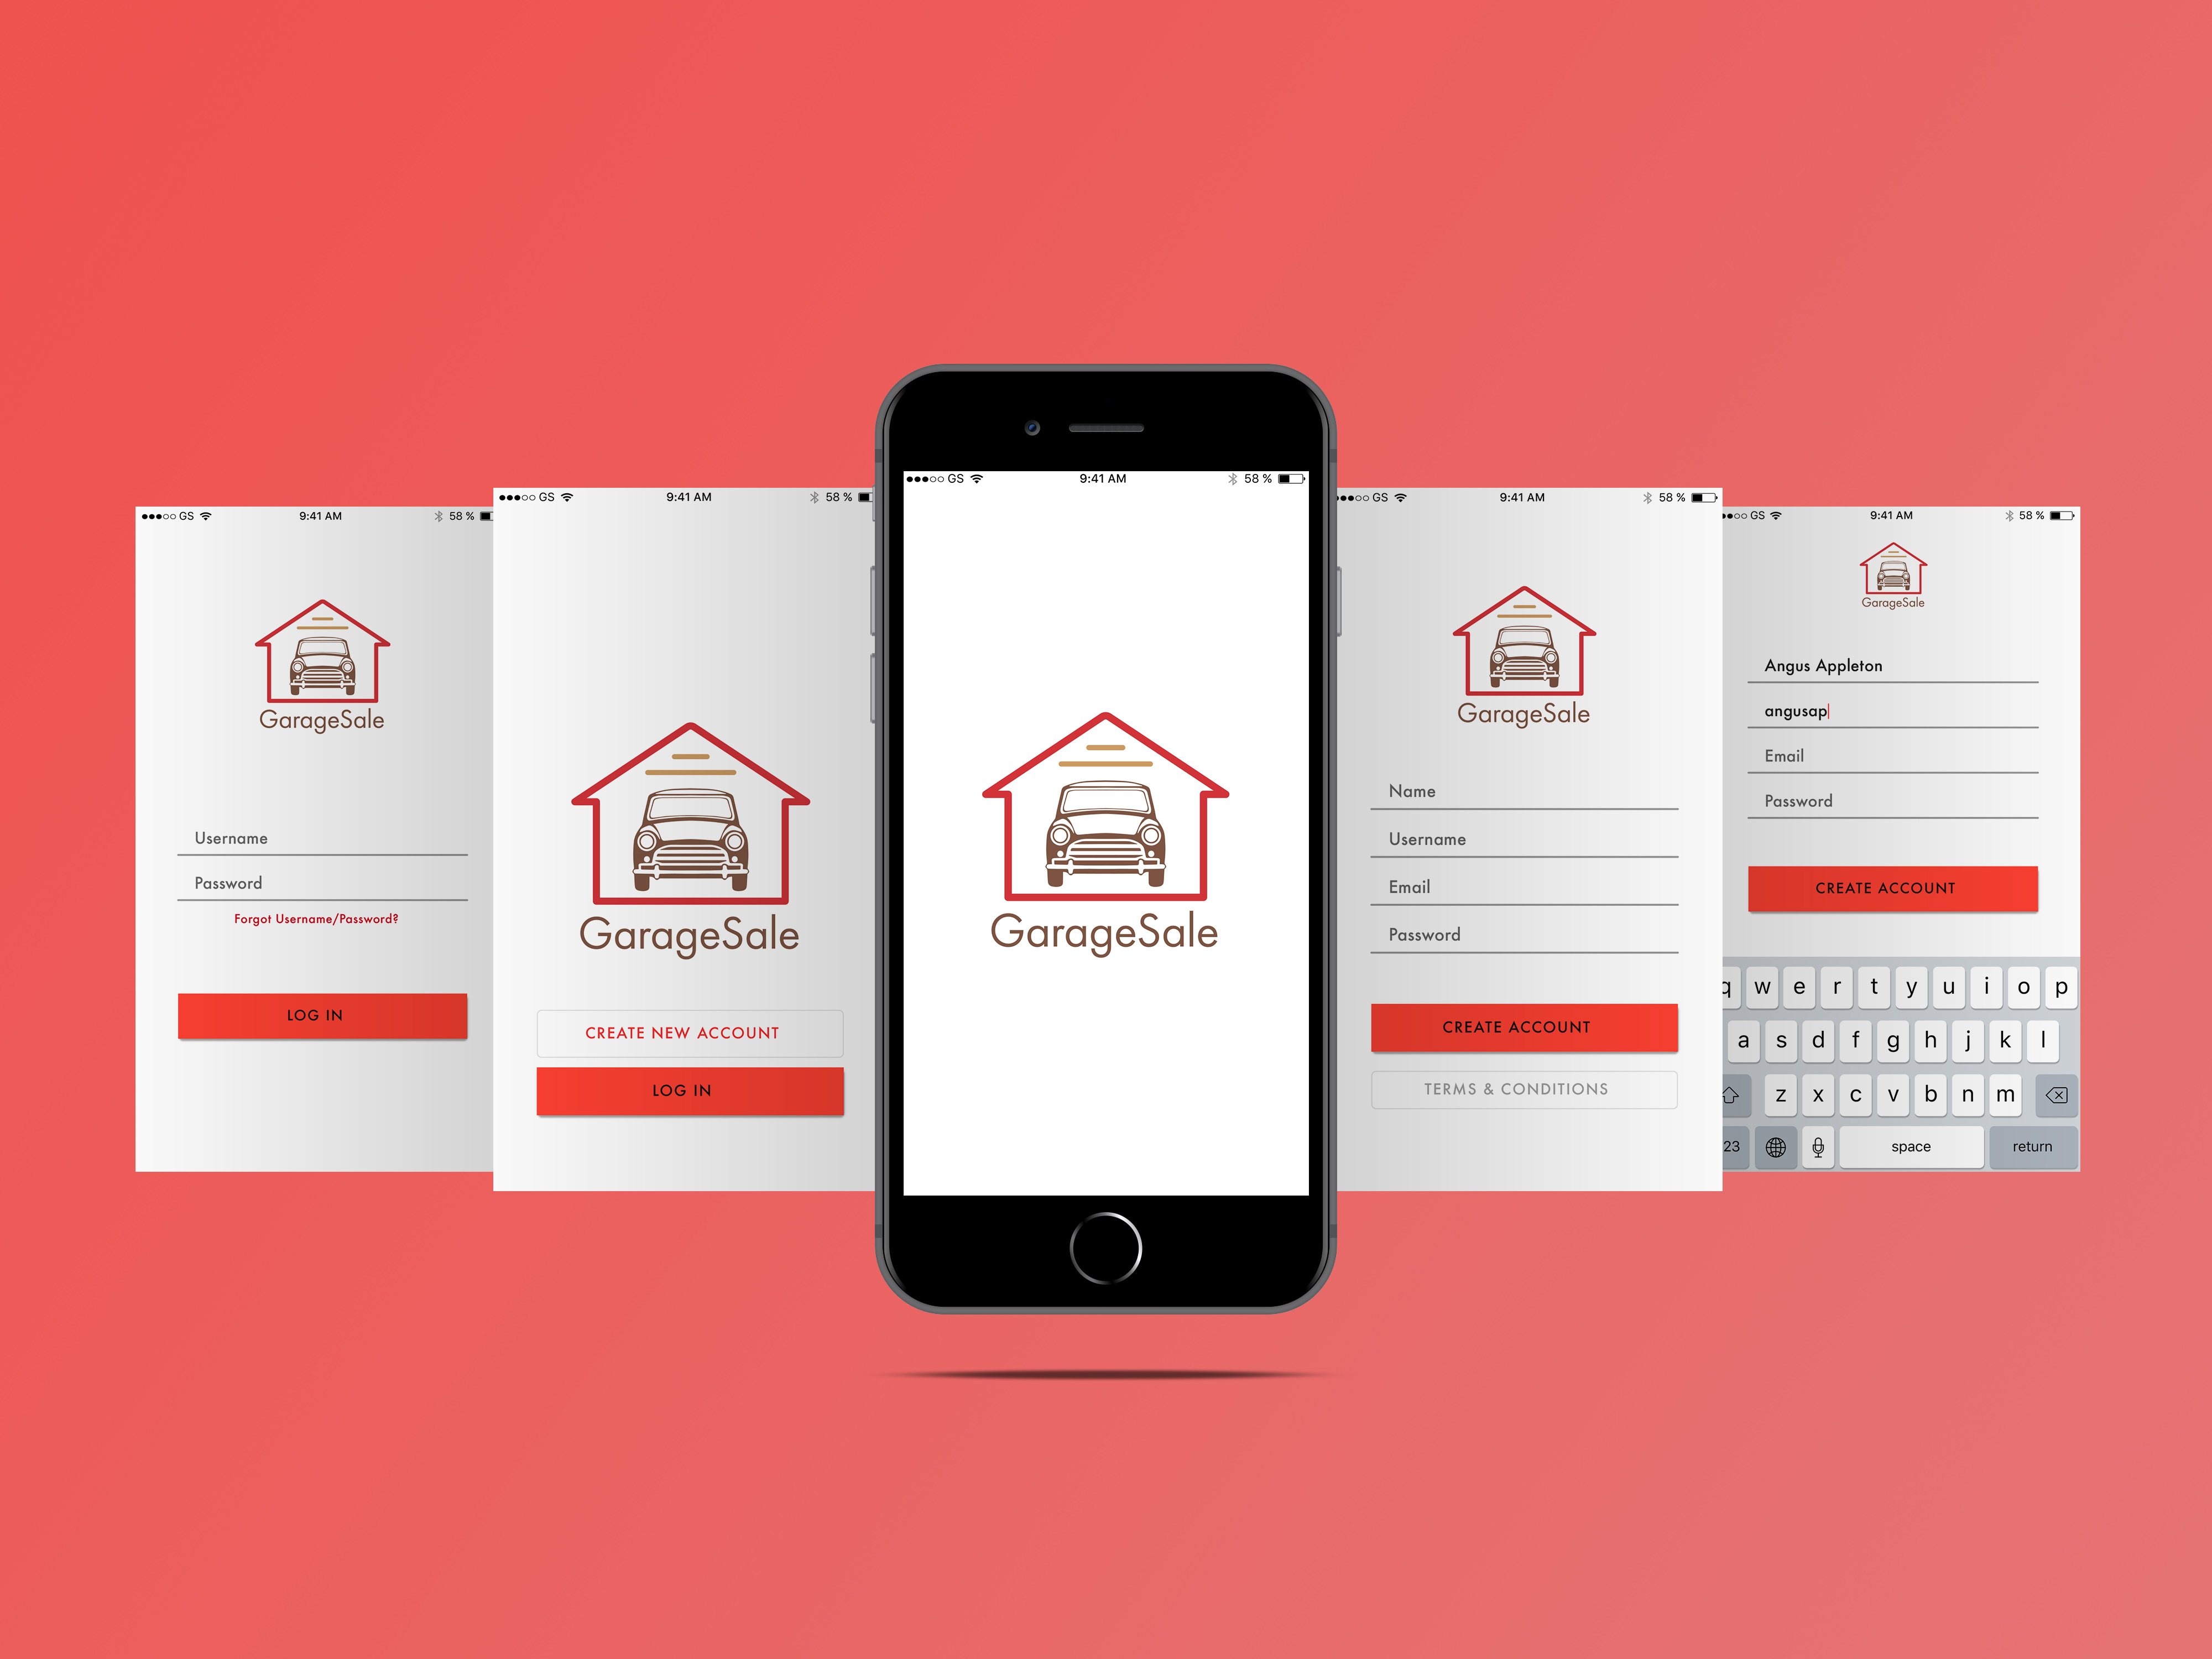 GS 9:41 AM 58 %
GarageSale
Username
Password
Forgot Username/Password?
LOG IN
GS 9:41 AM 58 %
GarageSale
CREATE NEW ACCOUNT
LOG IN
GS 9:41 AM 58 %
GarageSale
GS 9:41 AM 58 %
GarageSale
Name
Username
Email
Password
CREATE ACCOUNT
TERMS & CONDITIONS
GS 9:41 AM 58 %
GarageSale
Angus Appleton
angusap
Email
Password
CREATE ACCOUNT
q w e r t y u i o p
a s d f g h j k l
z x c v b n m
23 space return